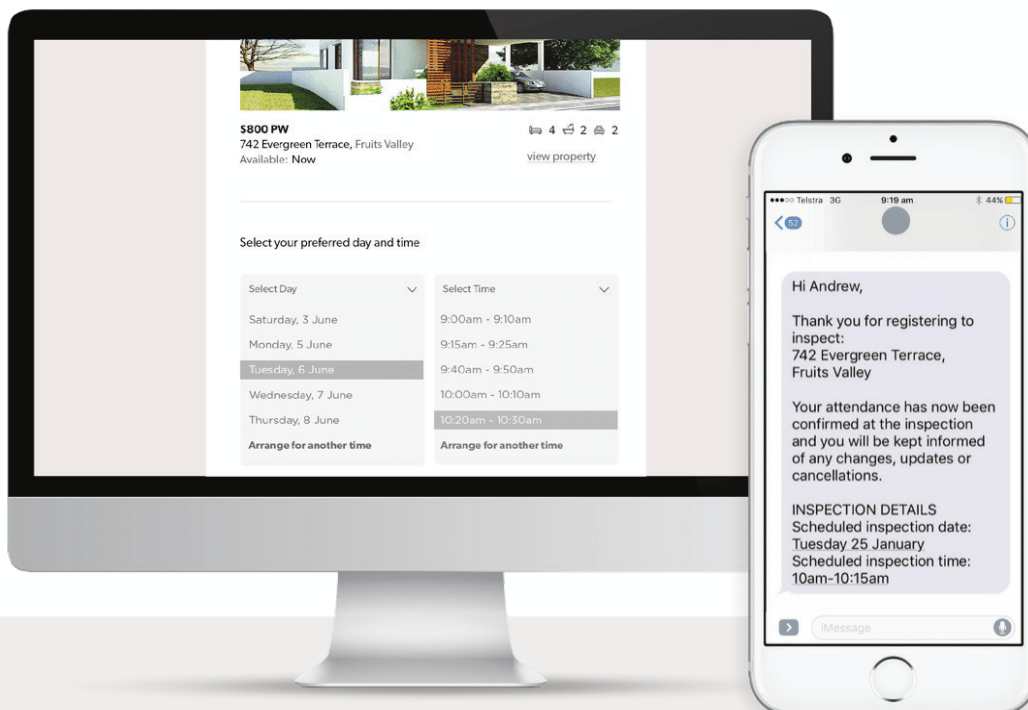 $800 PW
4 2 2
742 Evergreen Terrace, Fruits Valley
Available: Now
view property
Select your preferred day and time
Select Day
Saturday, 3 June
Monday, 5 June
Tuesday, 6 June
Wednesday, 7 June
Thursday, 8 June
Arrange for another time
Select Time
9:00am - 9:10am
9:15am - 9:25am
9:40am - 9:50am
10:00am - 10:10am
10:20am - 10:30am
Arrange for another time
Telstra 3G 9:19 am 44%
52
Hi Andrew,
Thank you for registering to
inspect:
742 Evergreen Terrace,
Fruits Valley
Your attendance has now been
confirmed at the inspection
and you will be kept informed
of any changes, updates or
cancellations.
INSPECTION DETAILS
Scheduled inspection date:
Tuesday 25 January
Scheduled inspection time:
10am-10:15am
iMessage